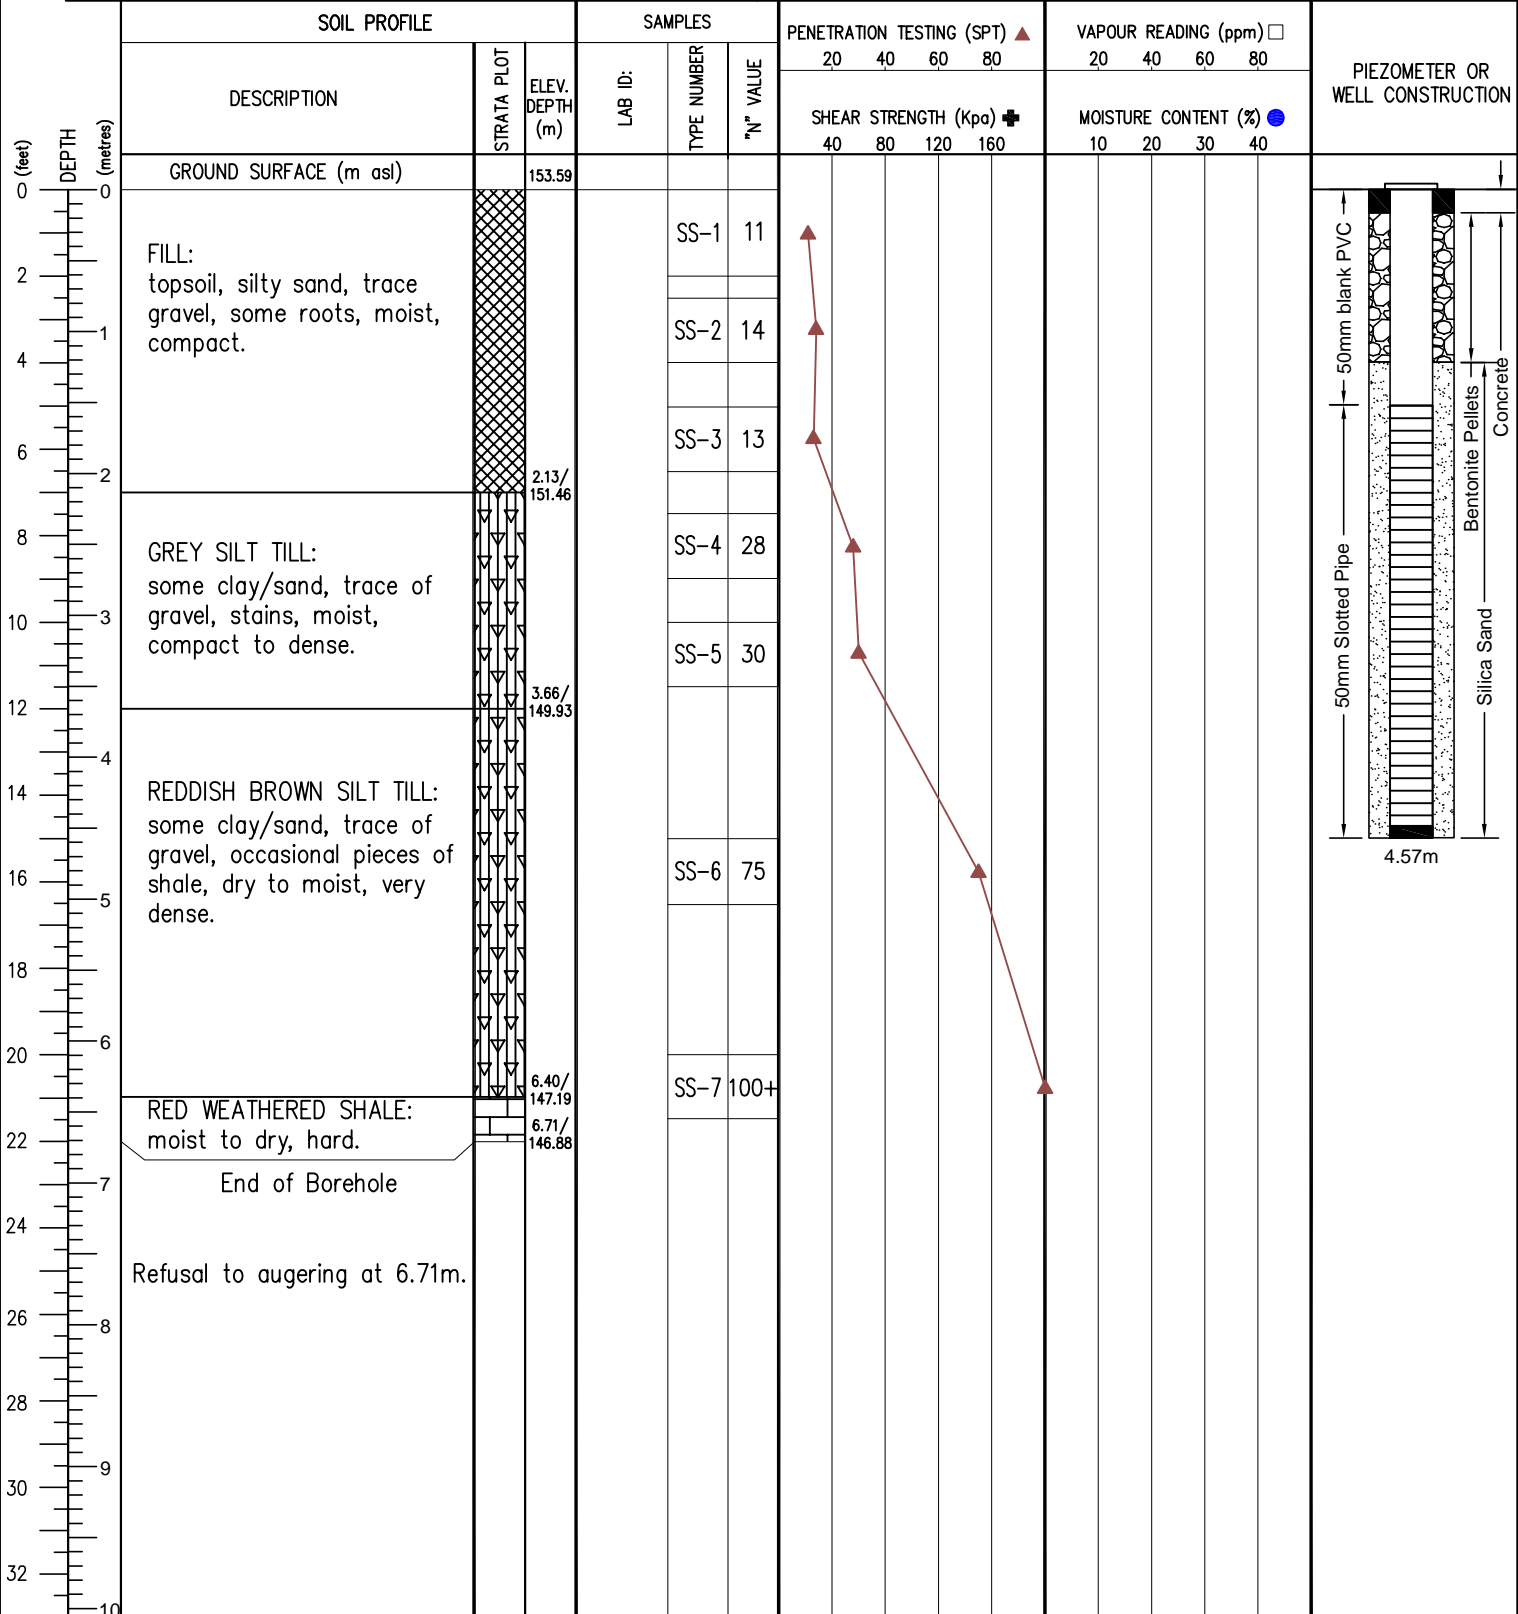 SOIL PROFILE
SAMPLES
PENETRATION TESTING (SPT)
20 40 60 80
VAPOUR READING (ppm)
20 40 60 80
PIEZOMETER OR
WELL CONSTRUCTION
DESCRIPTION
STRATA PLOT
ELEV.
DEPTH
(m)
LAB ID:
TYPE NUMBER
"N" VALUE
SHEAR STRENGTH (Kpa)
40 80 120 160
MOISTURE CONTENT (%)
10 20 30 40
(feet)
DEPTH
(metres)
GROUND SURFACE (m asl)
153.59
0
2
4
6
8
10
12
14
16
18
20
22
24
26
28
30
32
0
1
2
3
4
5
6
7
8
9
10
FILL:
topsoil, silty sand, trace
gravel, some roots, moist,
compact.
2.13/
151.46
GREY SILT TILL:
some clay/sand, trace of
gravel, stains, moist,
compact to dense.
3.66/
149.93
REDDISH BROWN SILT TILL:
some clay/sand, trace of
gravel, occasional pieces of
shale, dry to moist, very
dense.
6.40/
147.19
RED WEATHERED SHALE:
moist to dry, hard.
6.71/
146.88
End of Borehole
Refusal to augering at 6.71m.
SS-1 11
SS-2 14
SS-3 13
SS-4 28
SS-5 30
SS-6 75
SS-7 100+
50mm blank PVC
50mm Slotted Pipe
Concrete
Bentonite Pellets
Silica Sand
4.57m